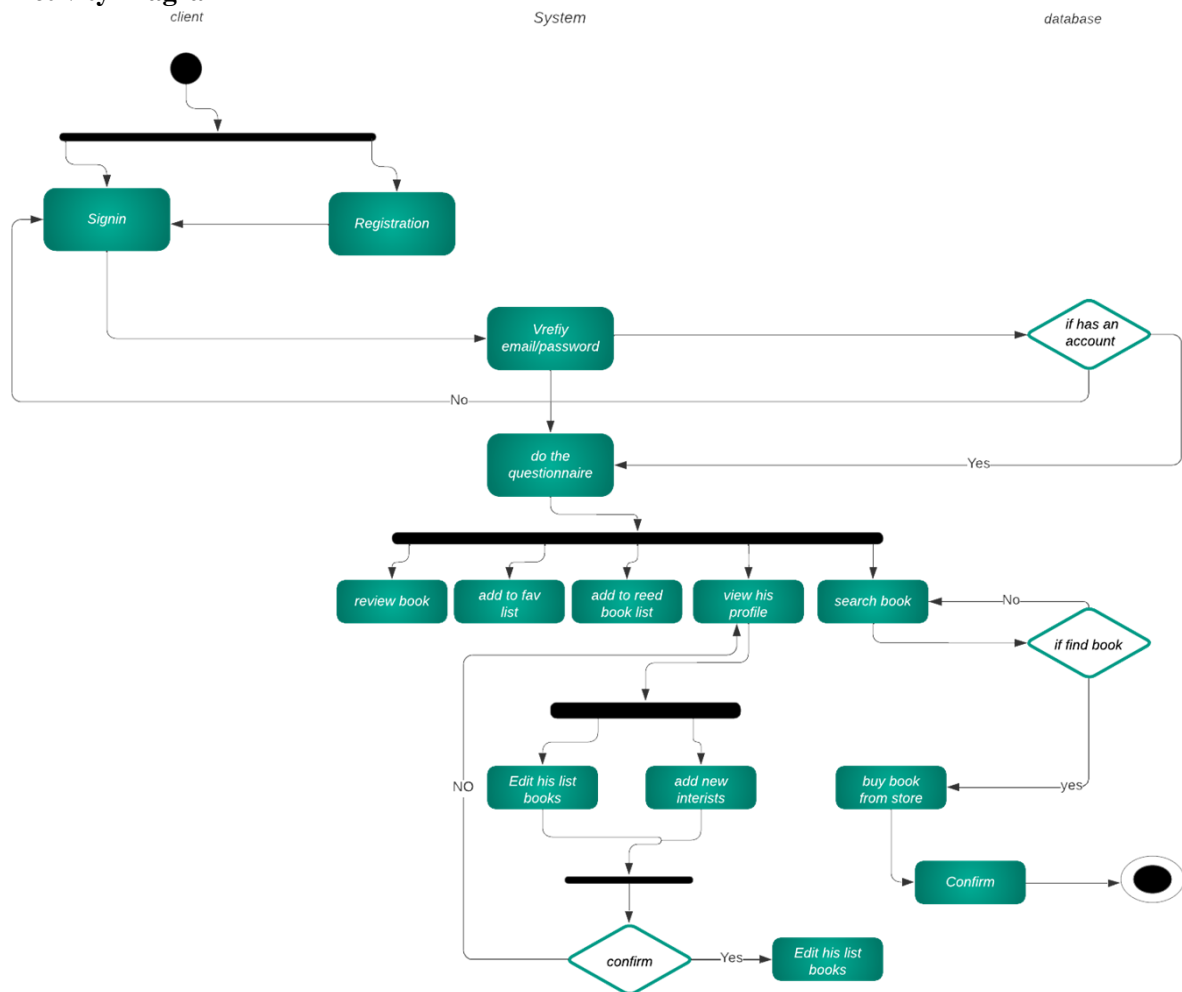 client
System
database
Signin
Registration
Vrefiy
email/password
if has an
account
No
do the
questionnaire
Yes
review book
add to fav
list
add to reed
book list
view his
profile
search book
No
if find book
Edit his list
books
add new
interists
buy book
from store
yes
NO
Confirm
confirm
Yes
Edit his list
books